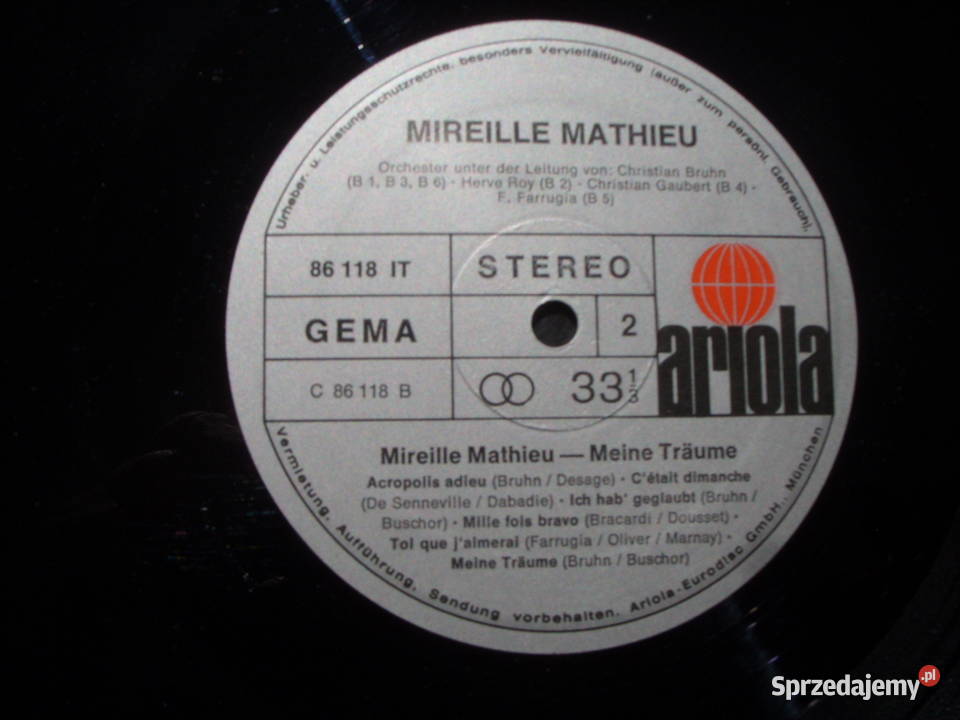 Urheber- u. Leistungsschutzrechte, besonders Vervielfältigung (außer zum persönl. Gebrauch),
MIREILLE MATHIEU
Orchester unter der Leitung von: Christian Bruhn
(B 1, B 3, B 6) · Herve Roy (B 2) · Christian Gaubert (B 4) ·
F. Farrugia (B 5)
86 118 IT
STEREO
GEMA
2
ariola
C 86 118 B
33 1/3
Mireille Mathieu — Meine Träume
Acropolis adieu (Bruhn / Desage) · C'était dimanche
(De Senneville / Dabadie) · Ich hab' geglaubt (Bruhn /
Buschor) · Mille fois bravo (Bracardi / Dousset) ·
Toi que j'aimerai (Farrugia / Oliver / Marnay) ·
Meine Träume (Bruhn / Buschor)
Vermietung, Aufführung, Sendung vorbehalten. Ariola-Eurodisc GmbH., München
Sprzedajemy.pl